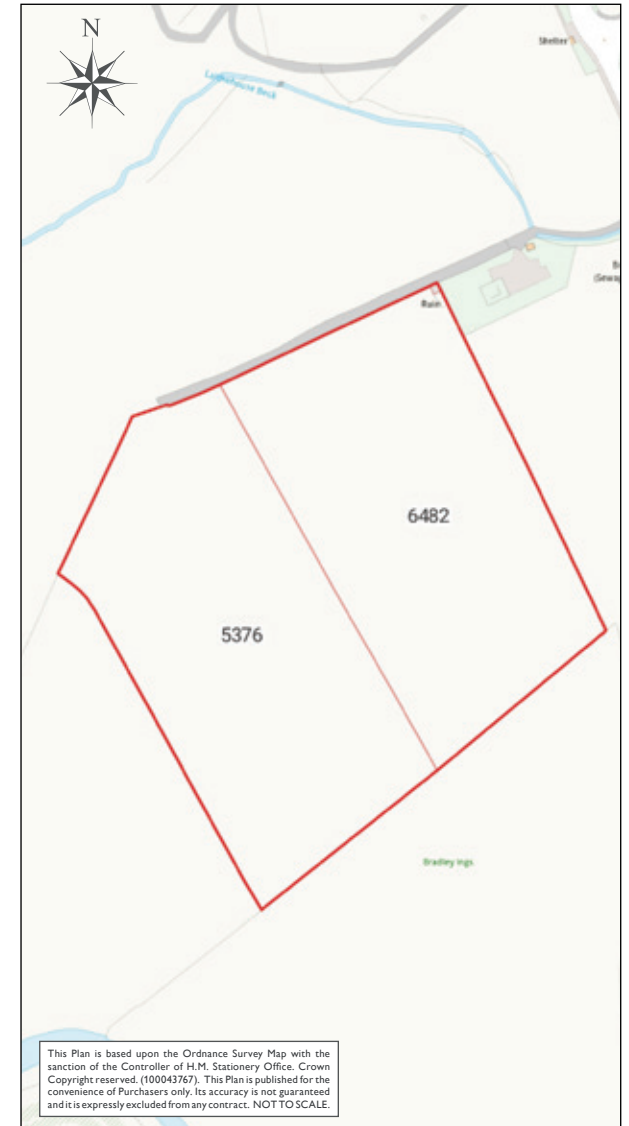 N
Shelter
Lumbhouse Beck
Ruin
6482
5376
Bradley Ings
This Plan is based upon the Ordnance Survey Map with the
sanction of the Controller of H.M. Stationery Office. Crown
Copyright reserved. (100043767). This Plan is published for the
convenience of Purchasers only. Its accuracy is not guaranteed
and it is expressly excluded from any contract. NOT TO SCALE.